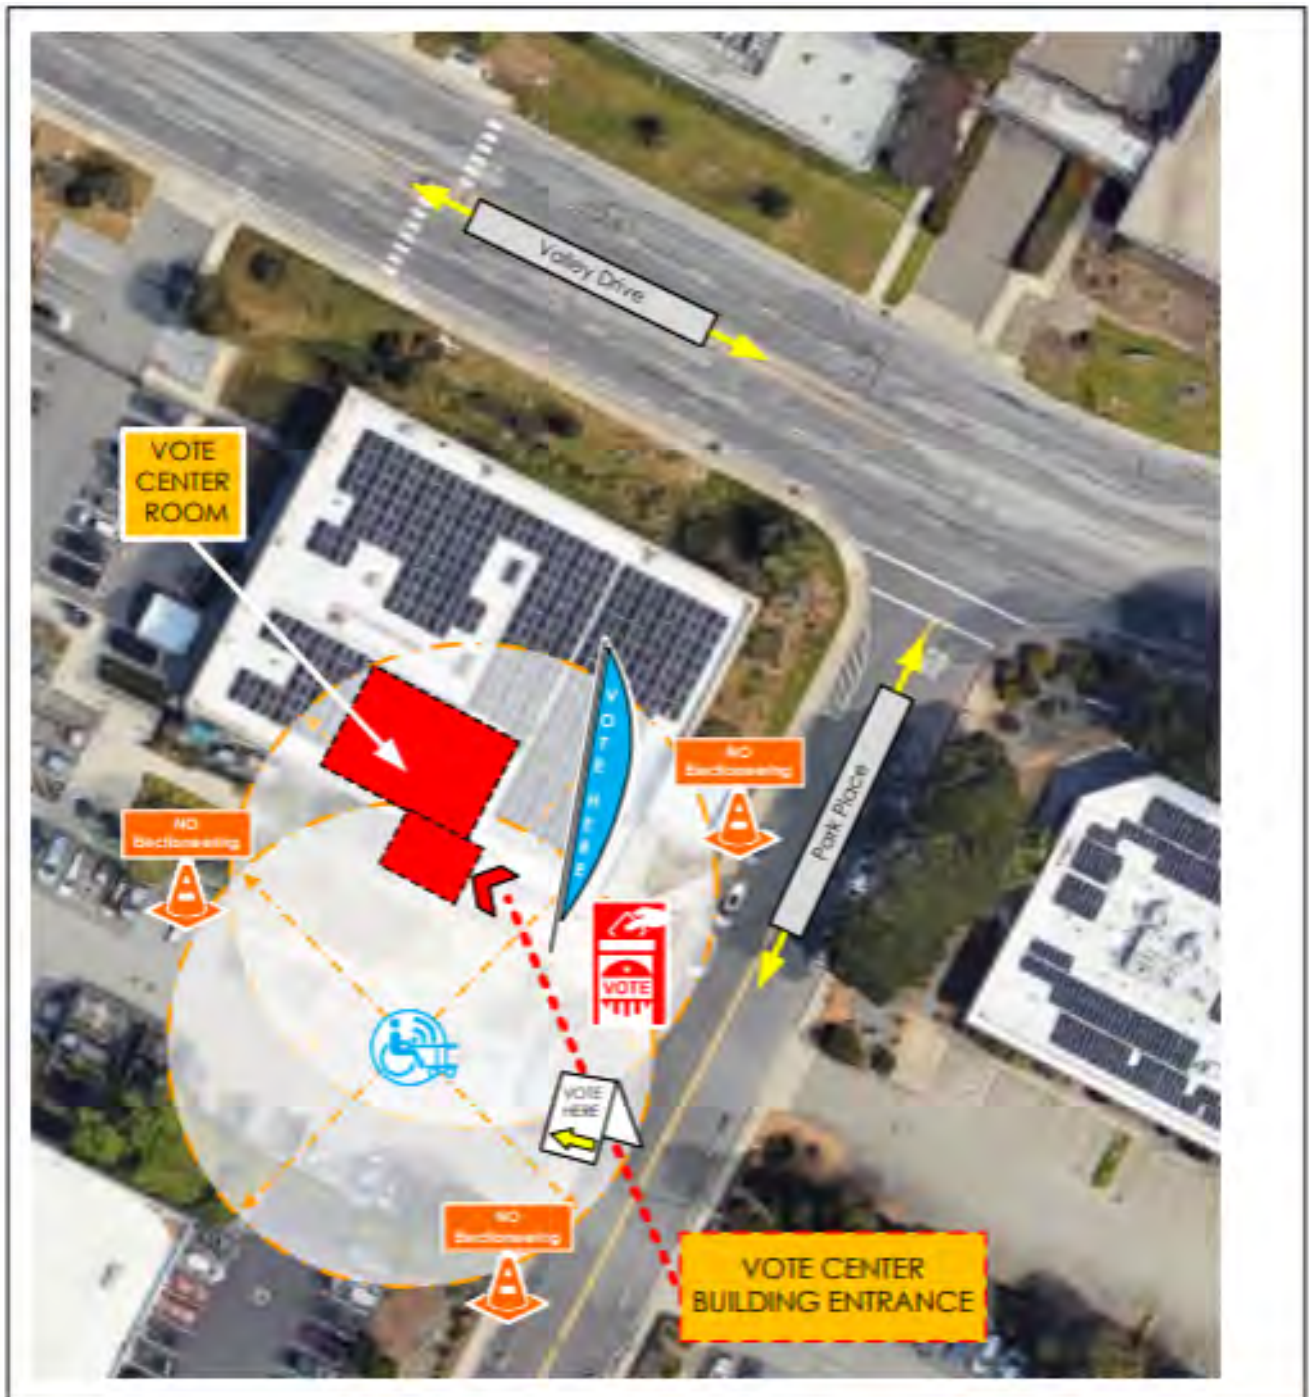 Valley Drive
VOTE
CENTER
ROOM
VOTE HERE
NO
Electioneering
Park Place
NO
Electioneering
VOTE
VOTE
HERE
NO
Electioneering
VOTE CENTER
BUILDING ENTRANCE